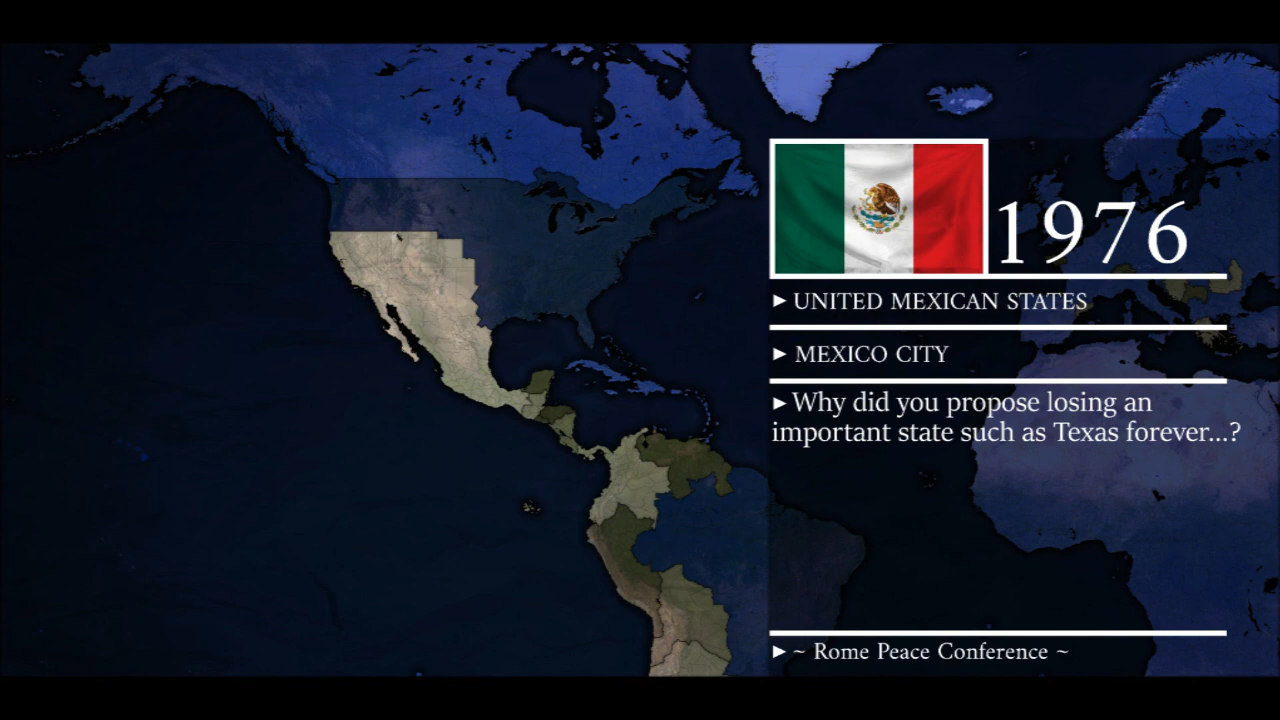 1976
►UNITED MEXICAN STATES
► MEXICO CITY
►Why did you propose losing an
important state such as Texas forever...?
►~ Rome Peace Conference ~